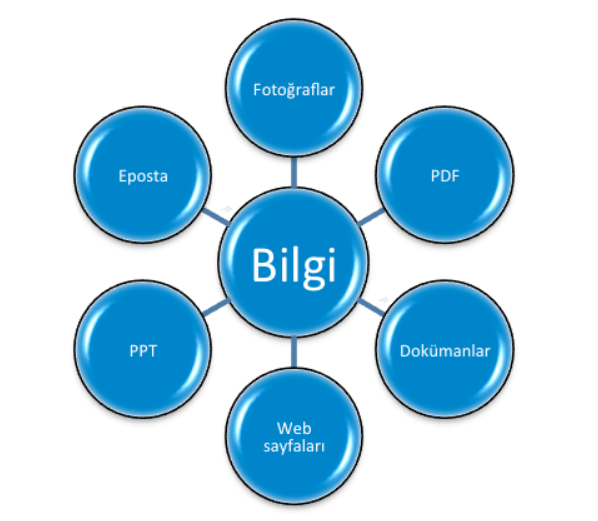 Fotoğraflar
Eposta
PDF
Bilgi
PPT
Dokümanlar
Web
sayfaları